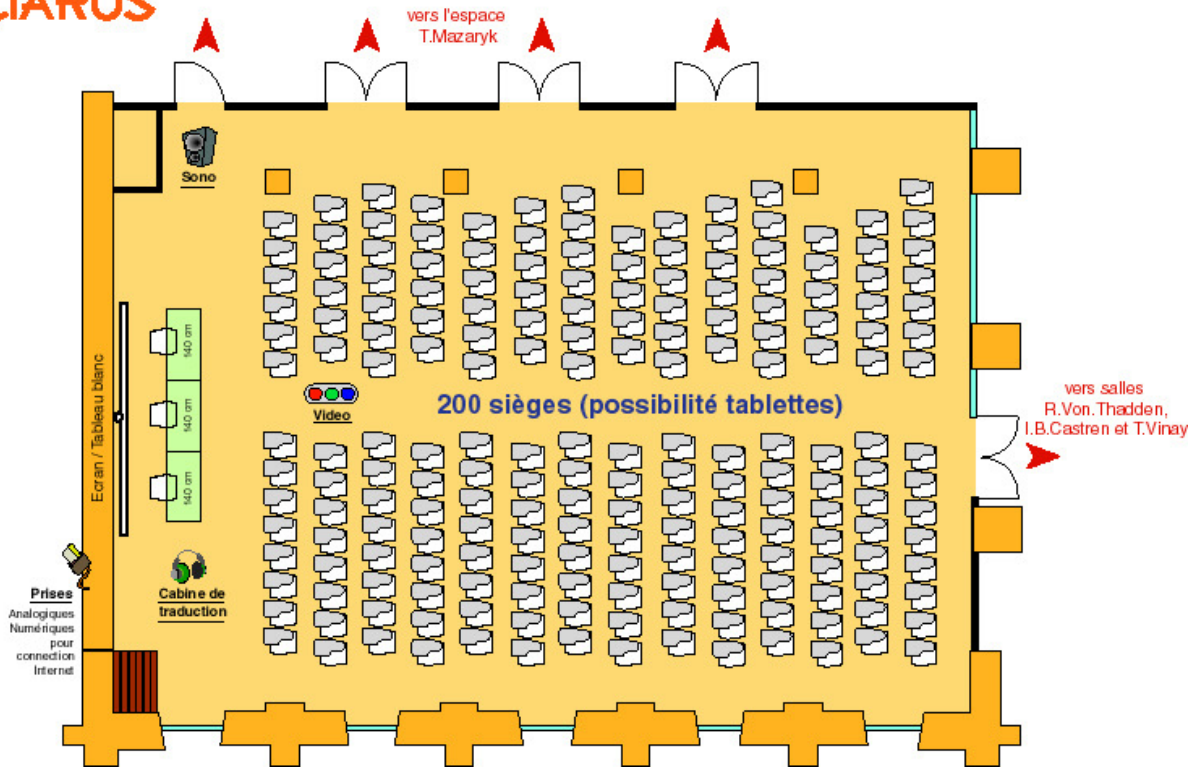 CIARUS
vers l'espace
T.Mazaryk
Sono
Ecran / Tableau blanc
140 cm
140 cm
140 cm
Video
200 sièges (possibilité tablettes)
vers salles
R.Von.Thadden,
I.B.Castren et T.Vinay
Cabine de
traduction
Prises
Analogiques
Numériques
pour
connection
Internet